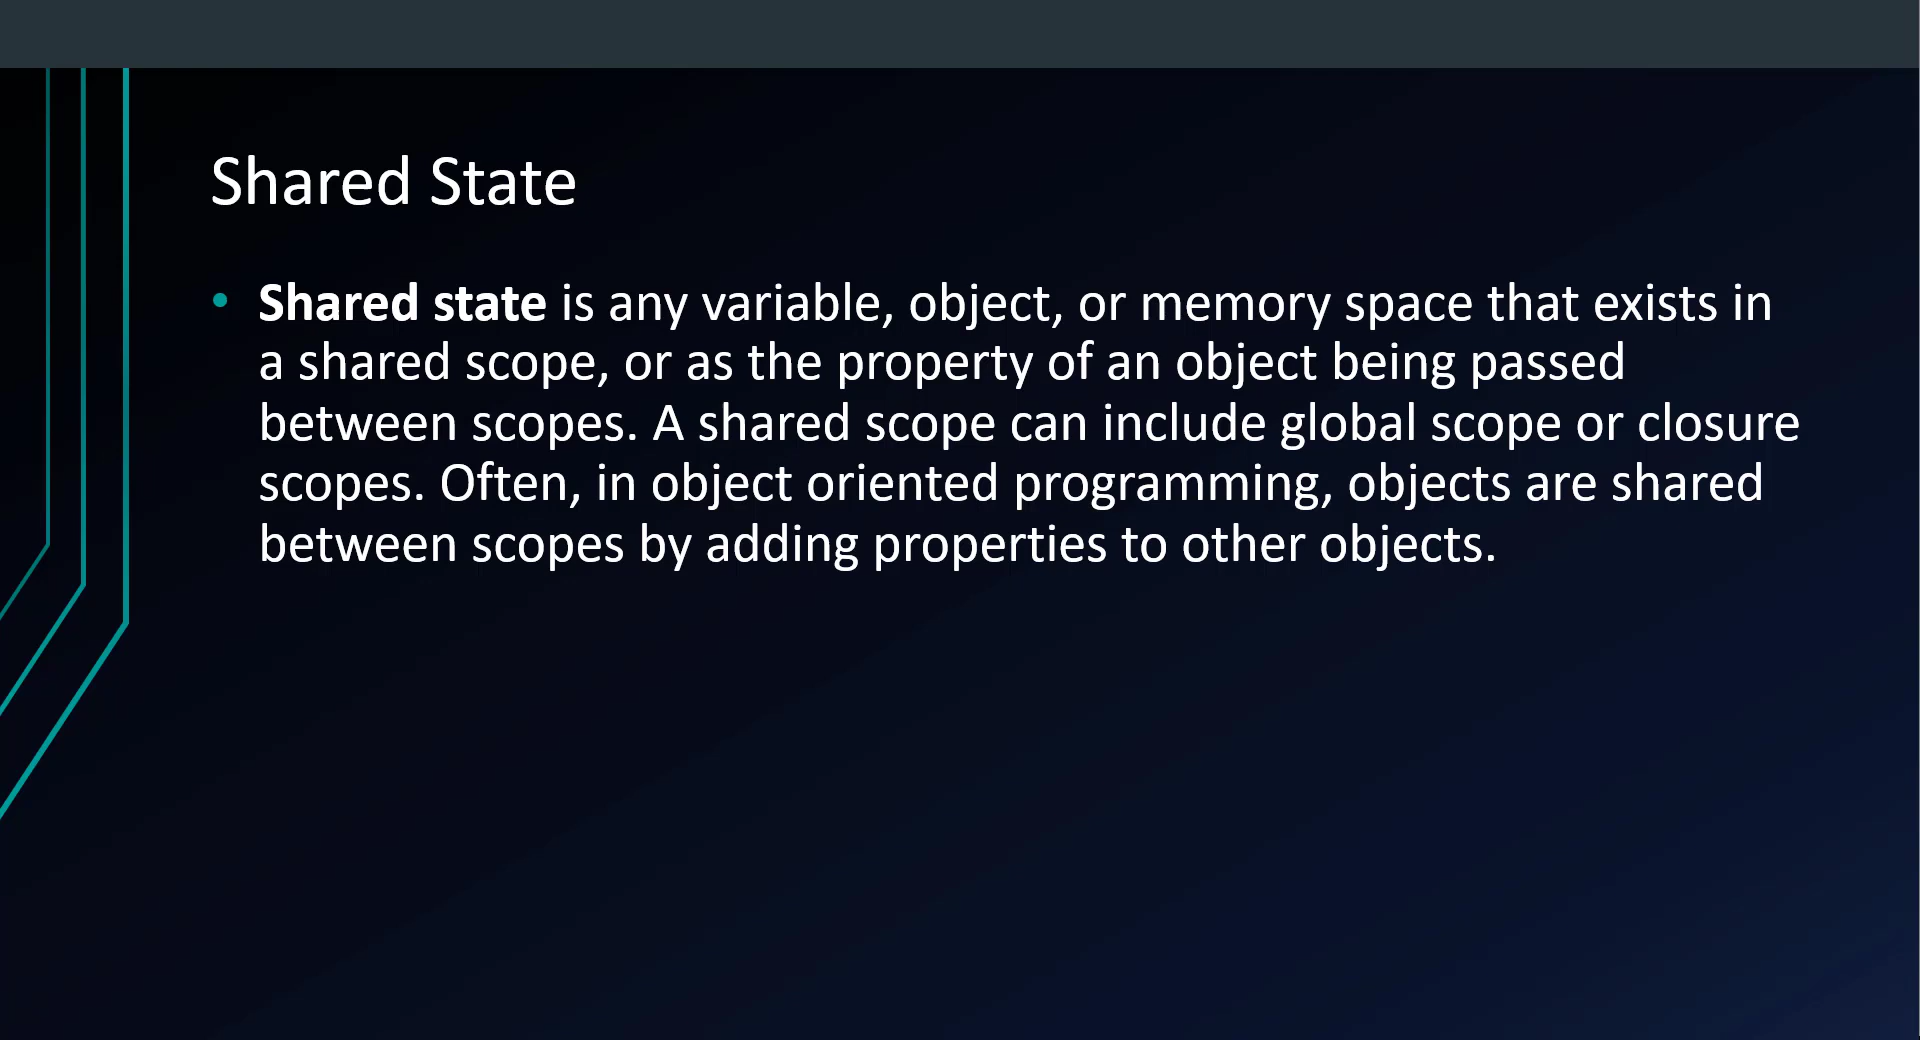 Shared State
• Shared state is any variable, object, or memory space that exists in
a shared scope, or as the property of an object being passed
between scopes. A shared scope can include global scope or closure
scopes. Often, in object oriented programming, objects are shared
between scopes by adding properties to other objects.